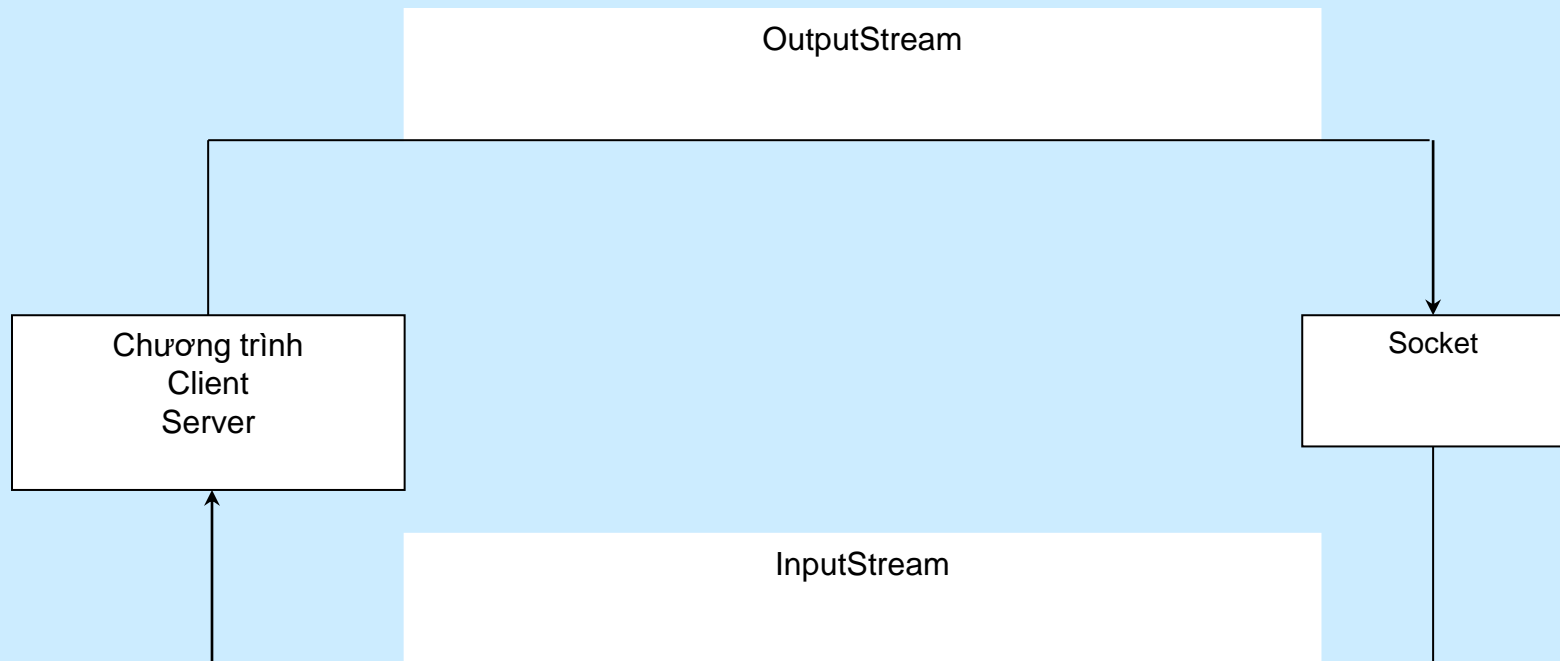 OutputStream
Chương trình
Client
Server
Socket
InputStream